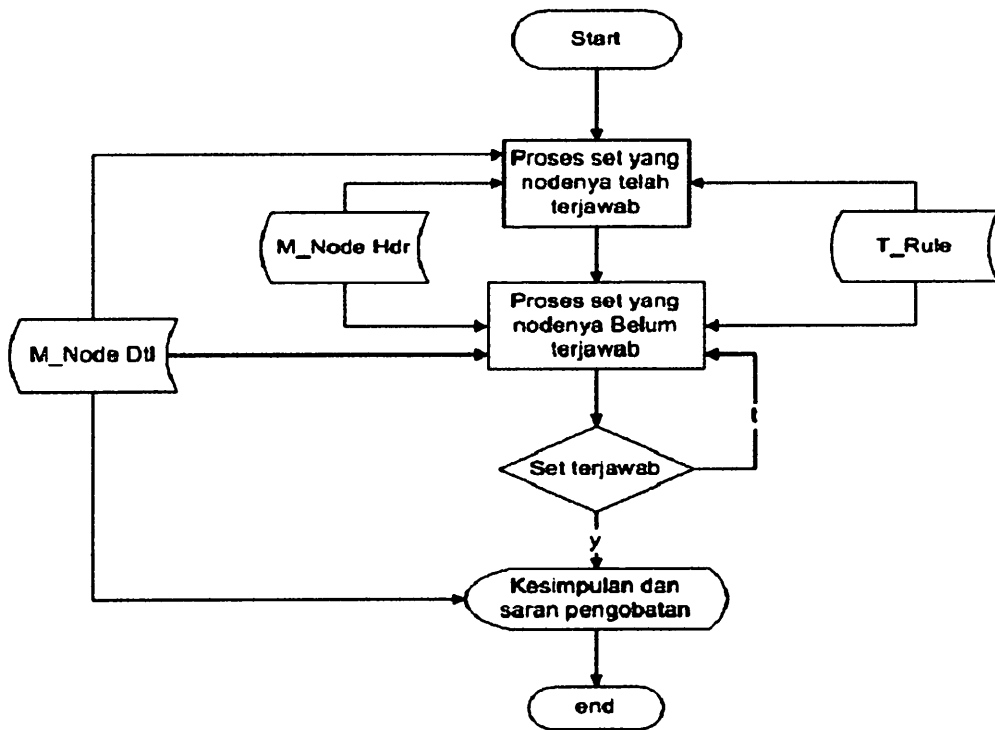 Start
Proses set yang
nodenya telah
terjawab
M_Node Hdr
T_Rule
Proses set yang
nodenya Belum
terjawab
M_Node Dtl
t
Set terjawab
y
Kesimpulan dan
saran pengobatan
end